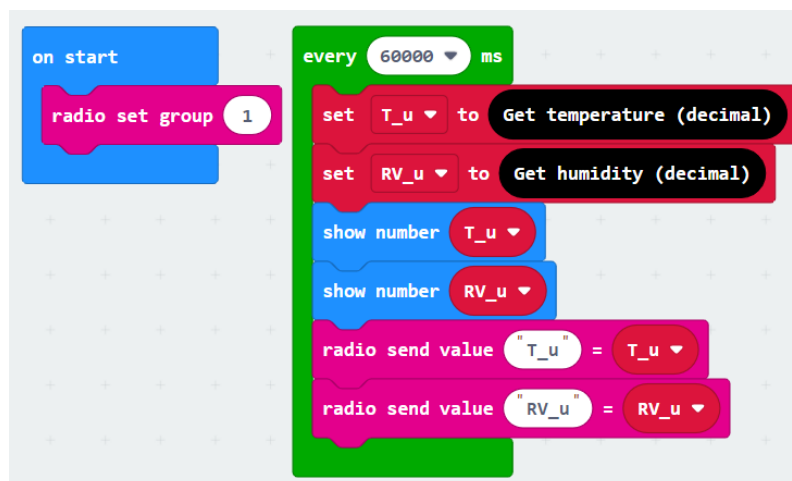 on start
radio set group 1
every 60000 ms
set T_u to Get temperature (decimal)
set RV_u to Get humidity (decimal)
show number T_u
show number RV_u
radio send value "T_u" = T_u
radio send value "RV_u" = RV_u